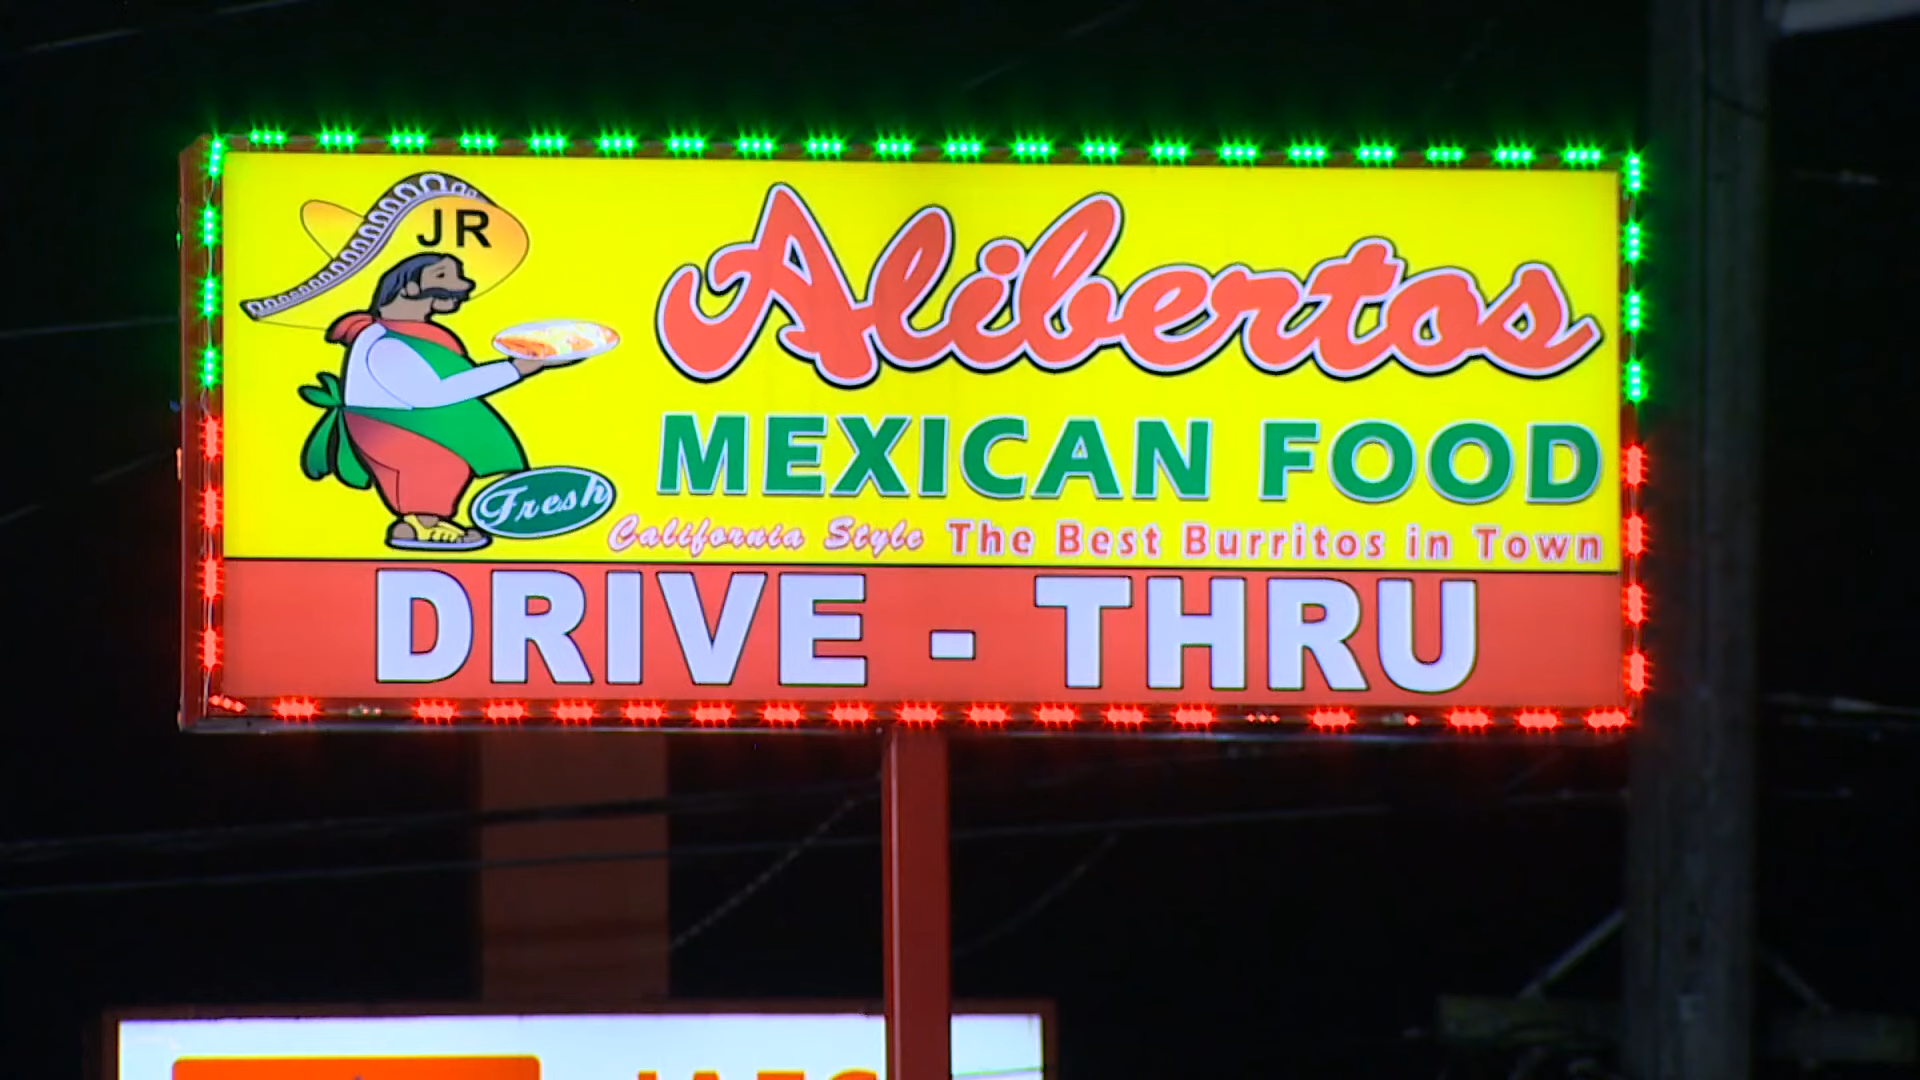 JR
Alibertos
MEXICAN FOOD
Fresh
California Style The Best Burritos in Town
DRIVE - THRU